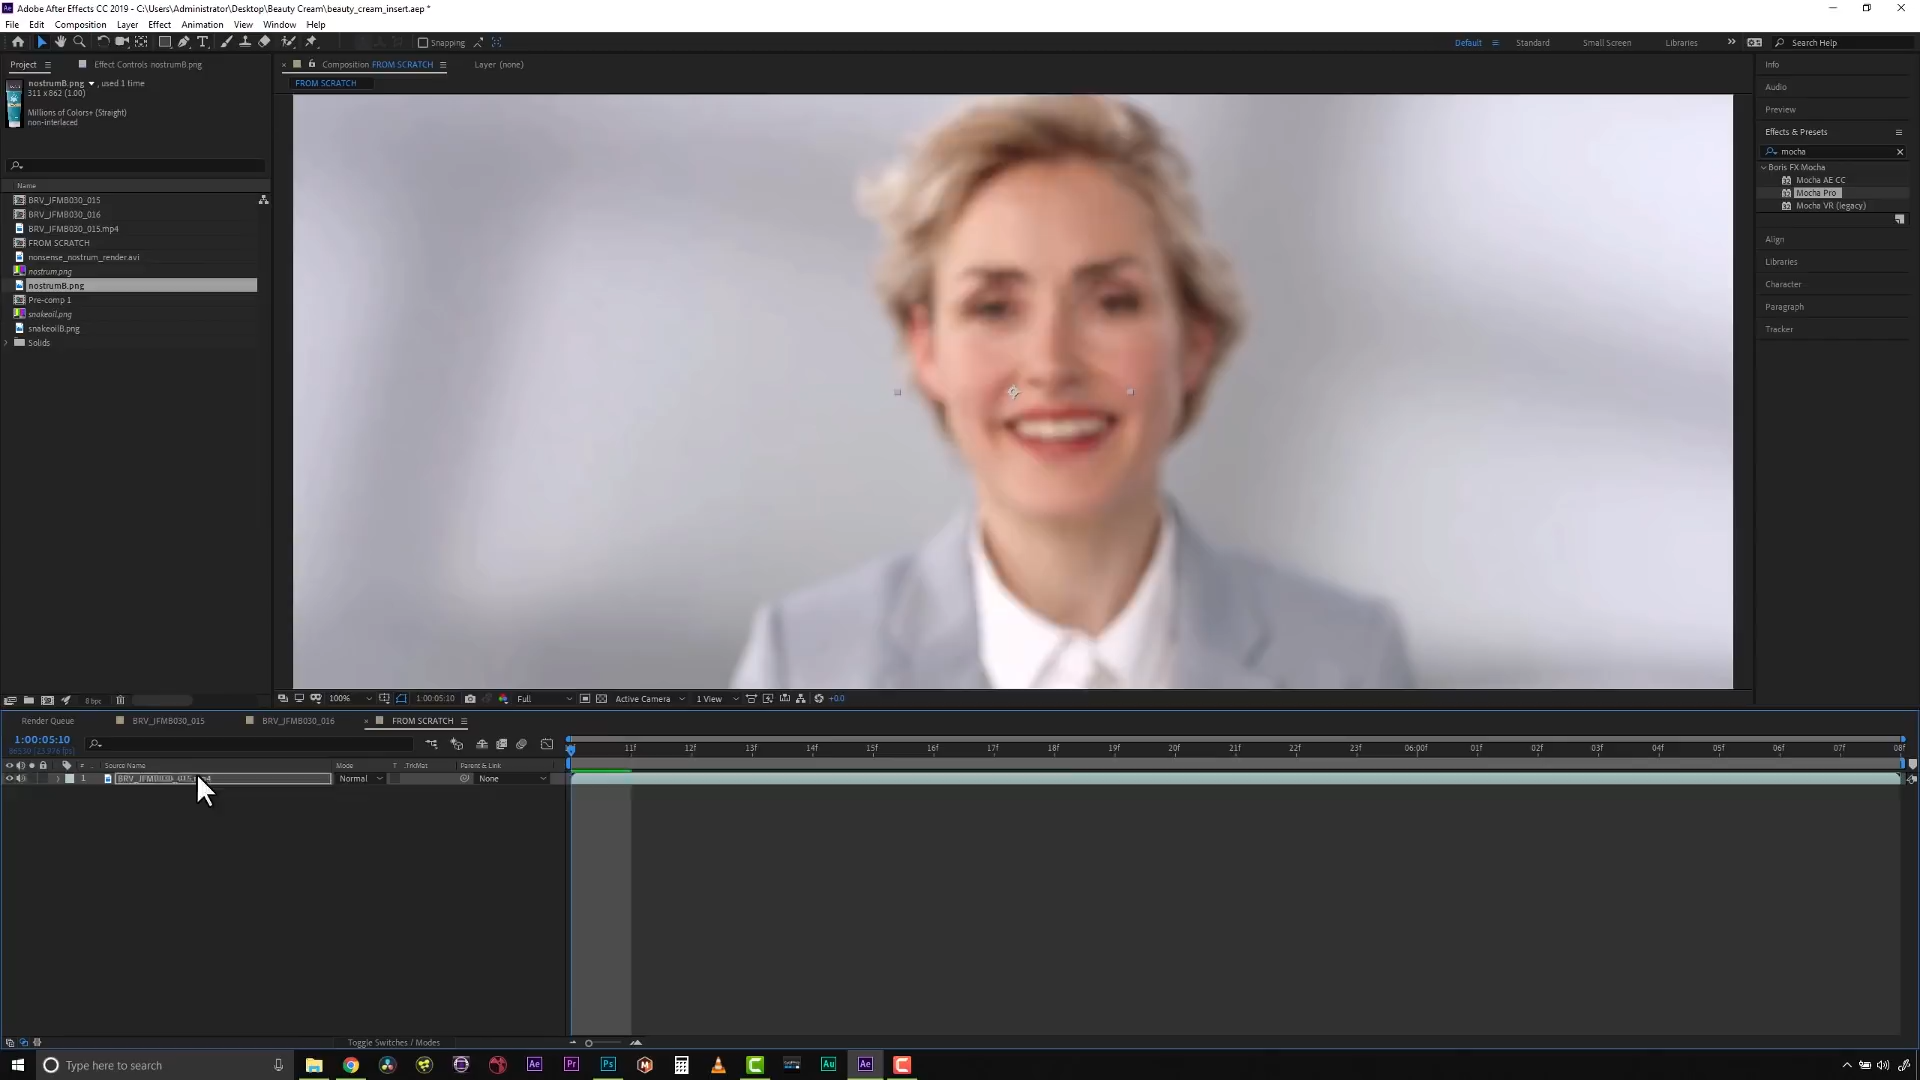 Adobe After Effects CC 2019 - C:\Users\Administrator\Desktop\Beauty Cream\beauty_cream_insert.aep *
File Edit Composition Layer Effect Animation View Window Help
Snapping
Default Standard Small Screen Libraries Search Help
Project Effect Controls nostrumB.png
Composition FROM SCRATCH Layer (none)
FROM SCRATCH
nostrumB.png , used 1 time
311 x 862 (1.00)
Millions of Colors+ (Straight)
non-interlaced
Name
BRV_JFMB030_015
BRV_JFMB030_016
BRV_JFMB030_015.mp4
FROM SCRATCH
nonsense_nostrum_render.avi
nostrum.png
nostrumB.png
Pre-comp 1
snakeoil.png
snakeoilB.png
Solids
Info
Audio
Preview
Effects & Presets
mocha
Boris FX Mocha
Mocha AE CC
Mocha Pro
Mocha VR (legacy)
Align
Libraries
Character
Paragraph
Tracker
8 bpc
100% 1:00:05:10 Full Active Camera 1 View +0.0
Render Queue BRV_JFMB030_015 BRV_JFMB030_016 FROM SCRATCH
1:00:05:10
86530 (23.976 fps)
11f 12f 13f 14f 15f 16f 17f 18f 19f 20f 21f 22f 23f 06:00f 01f 02f 03f 04f 05f 06f 07f 08f
# Source Name Mode T .TrkMat Parent & Link
1 BRV_JFMB030_015.mp4 Normal None
Toggle Switches / Modes
Type here to search